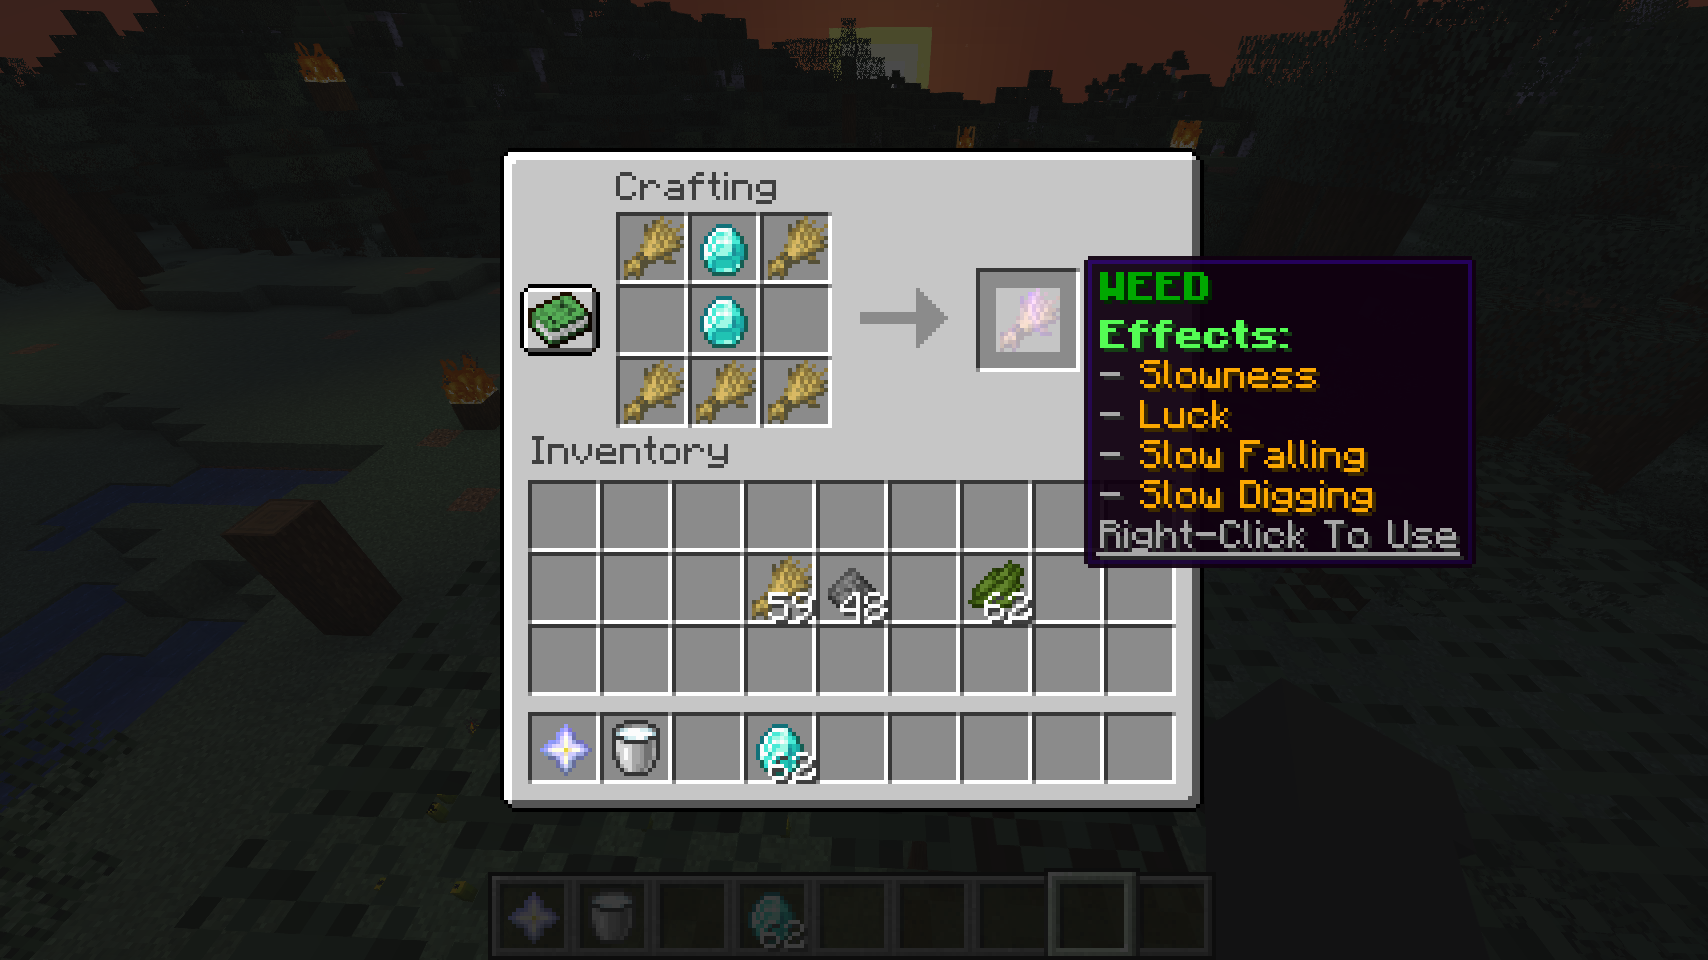 Crafting
WEED
Effects:
- Slowness
- Luck
- Slow Falling
- Slow Digging
Right-Click To Use
Inventory
59
48
62
62
62